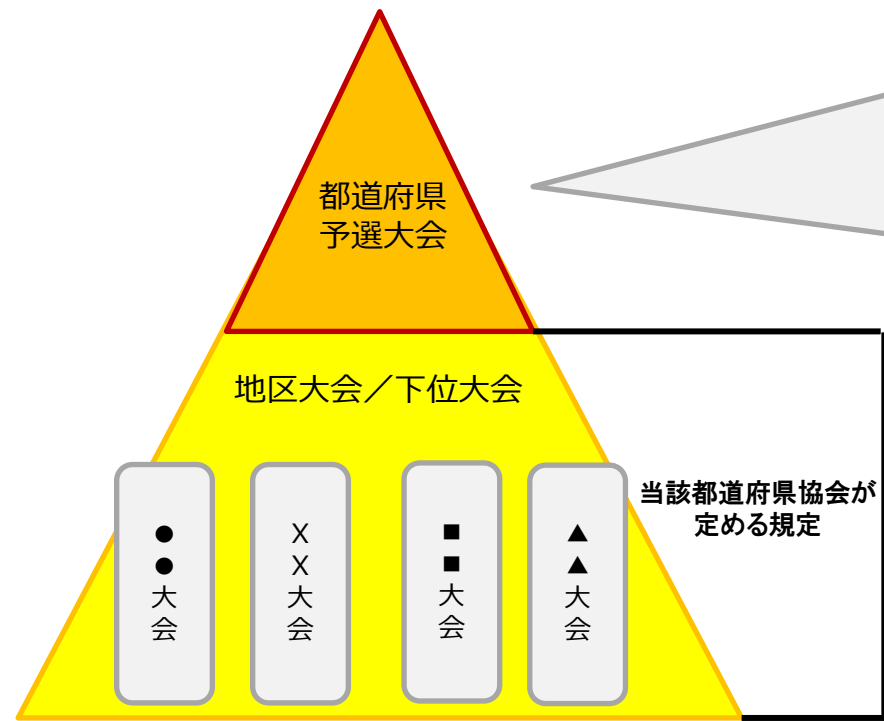 都道府県
予選大会
地区大会／下位大会
●●大会
XX大会
■■大会
▲▲大会
当該都道府県協会が
定める規定